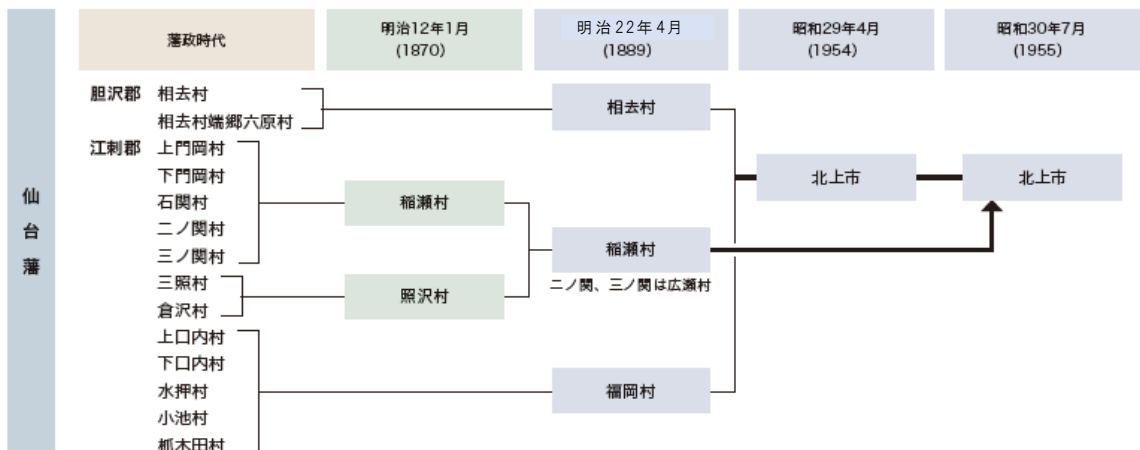 藩政時代
明治12年1月
(1870)
明治22年4月
(1889)
昭和29年4月
(1954)
昭和30年7月
(1955)
仙台藩
胆沢郡 相去村
相去村端郷六原村
江刺郡 上門岡村
下門岡村
石関村
二ノ関村
三ノ関村
三照村
倉沢村
上口内村
下口内村
水押村
小池村
稲瀬村
照沢村
相去村
稲瀬村
二ノ関、三ノ関は広瀬村
福岡村
北上市
北上市